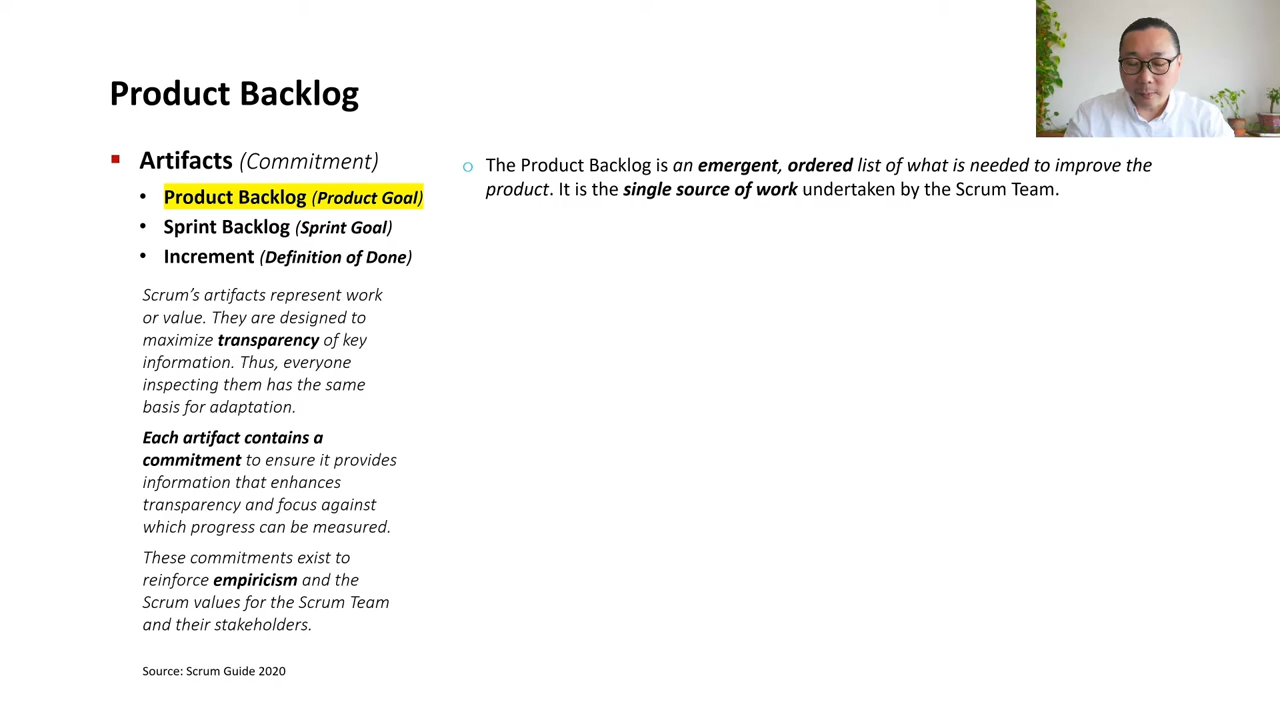 Product Backlog
Artifacts (Commitment)
Product Backlog (Product Goal)
Sprint Backlog (Sprint Goal)
Increment (Definition of Done)
Scrum’s artifacts represent work
or value. They are designed to
maximize transparency of key
information. Thus, everyone
inspecting them has the same
basis for adaptation.
Each artifact contains a
commitment to ensure it provides
information that enhances
transparency and focus against
which progress can be measured.
These commitments exist to
reinforce empiricism and the
Scrum values for the Scrum Team
and their stakeholders.
Source: Scrum Guide 2020
The Product Backlog is an emergent, ordered list of what is needed to improve the
product. It is the single source of work undertaken by the Scrum Team.